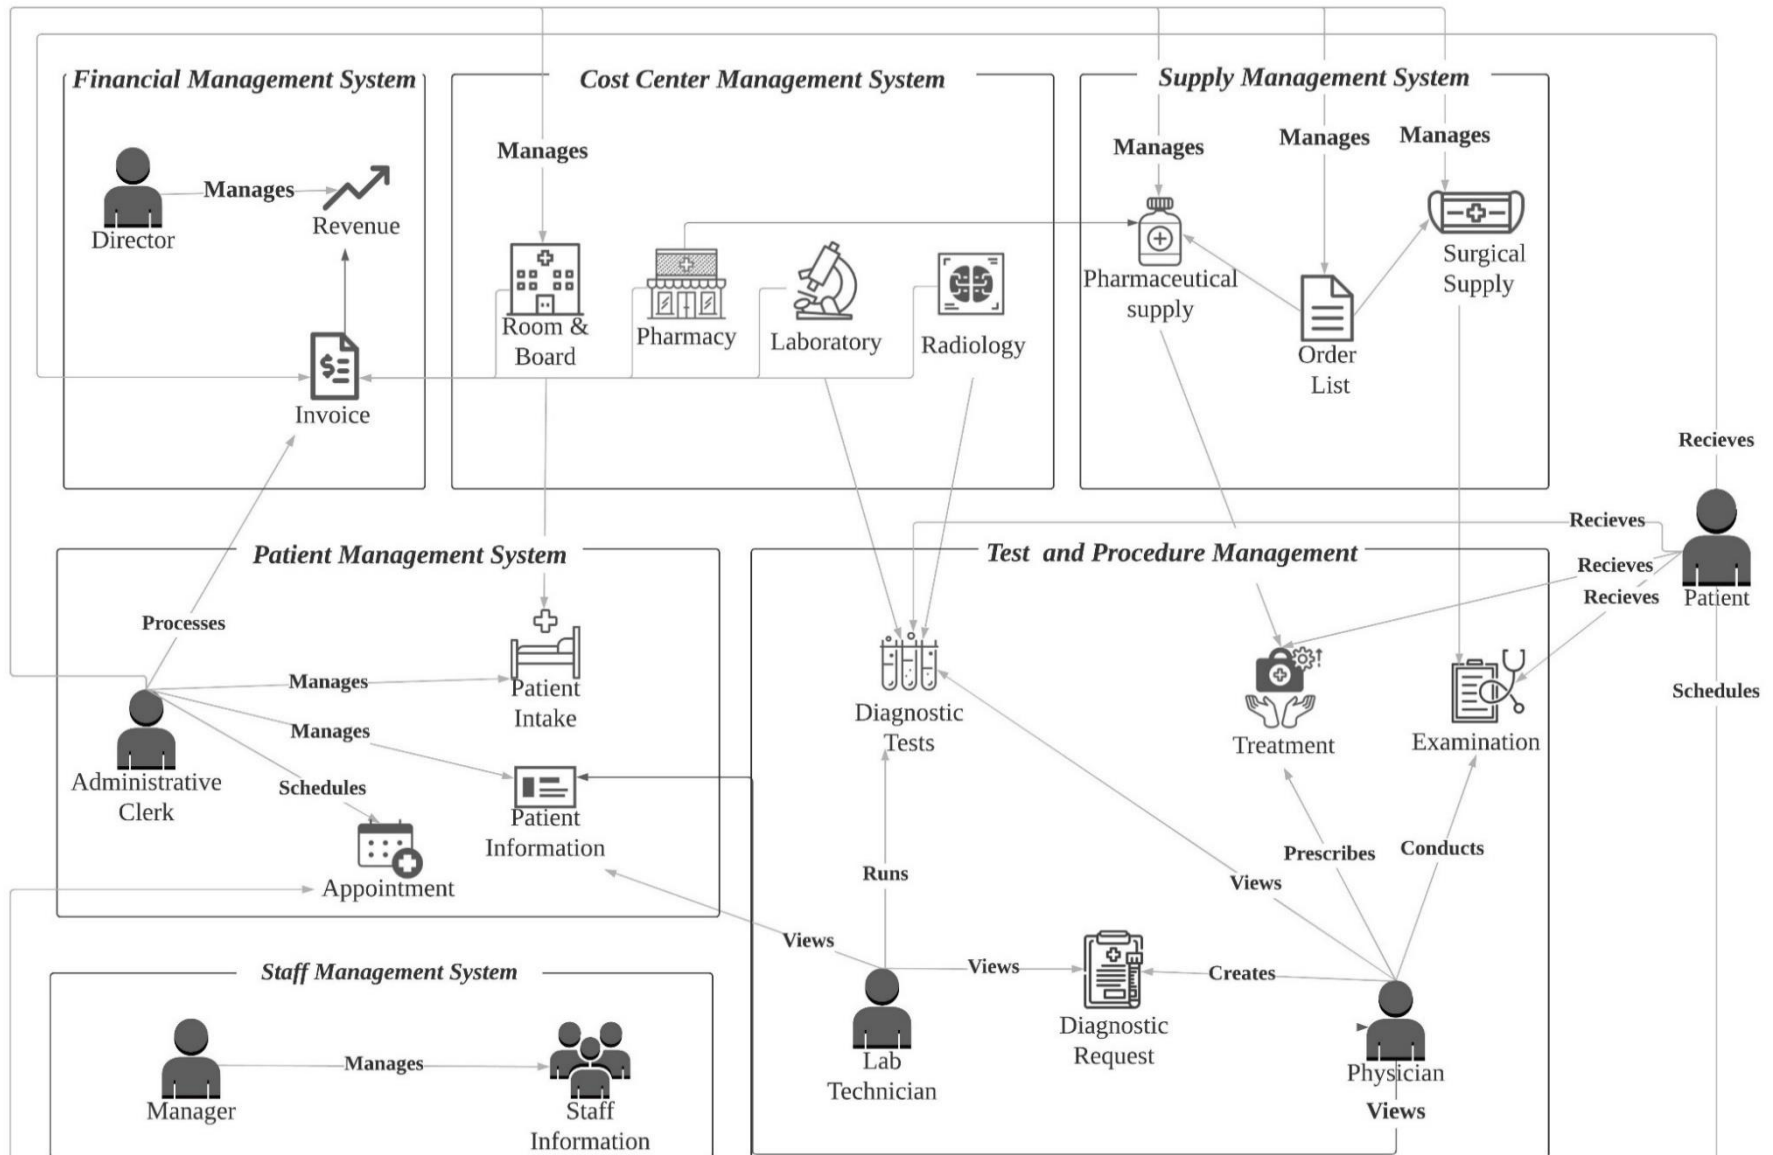 Financial Management System
Cost Center Management System
Supply Management System
Manages
Manages
Manages
Manages
Manages
Director
Revenue
Room &
Board
Pharmacy
Laboratory
Radiology
Pharmaceutical
supply
Surgical
Supply
Order
List
Invoice
Recieves
Recieves
Recieves
Recieves
Patient
Schedules
Patient Management System
Processes
Manages
Patient
Intake
Manages
Administrative
Clerk
Schedules
Patient
Information
Appointment
Test  and Procedure Management
Diagnostic
Tests
Treatment
Examination
Runs
Prescribes
Conducts
Views
Views
Views
Creates
Lab
Technician
Diagnostic
Request
Physician
Views
Staff Management System
Manager
Manages
Staff
Information